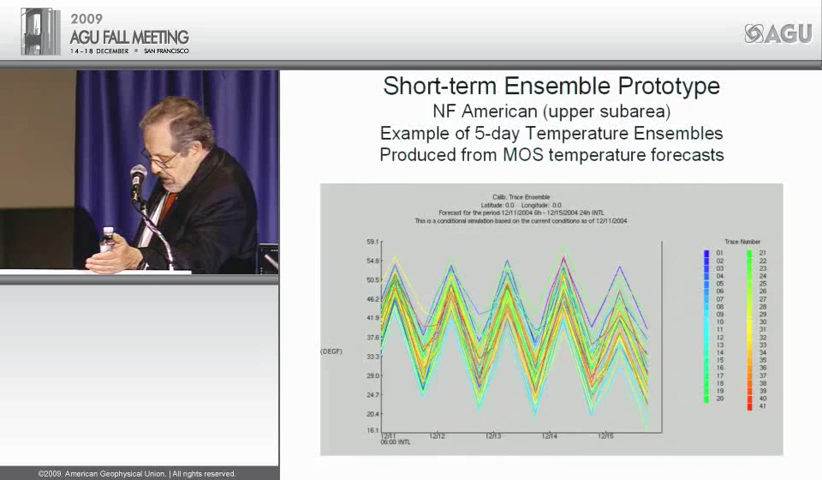 2009
AGU FALL MEETING
14 - 18 DECEMBER • SAN FRANCISCO
AGU
Short-term Ensemble Prototype
NF American (upper subarea)
Example of 5-day Temperature Ensembles
Produced from MOS temperature forecasts
Calib. Trace Ensemble
Latitude: 0.0 Longitude: 0.0
Forecast for the period 12/11/2004 6h - 12/15/2004 24h INTL
This is a conditional simulation based on the current conditions as of 12/11/2004
59.1
54.8
50.5
46.2
41.9
37.6
(DEGF)
33.3
29.0
24.7
20.4
16.1
12/11 12/12 12/13 12/14 12/15
06:00 INTL
Trace Number
01 21
02 22
03 23
04 24
05 25
06 26
07 27
08 28
09 29
10 30
11 31
12 32
13 33
14 34
15 35
16 36
17 37
18 38
19 39
20 40
41
©2009. American Geophysical Union. | All rights reserved.